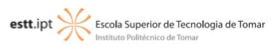 estt.ipt
Escola Superior de Tecnologia de Tomar
Instituto Politécnico de Tomar